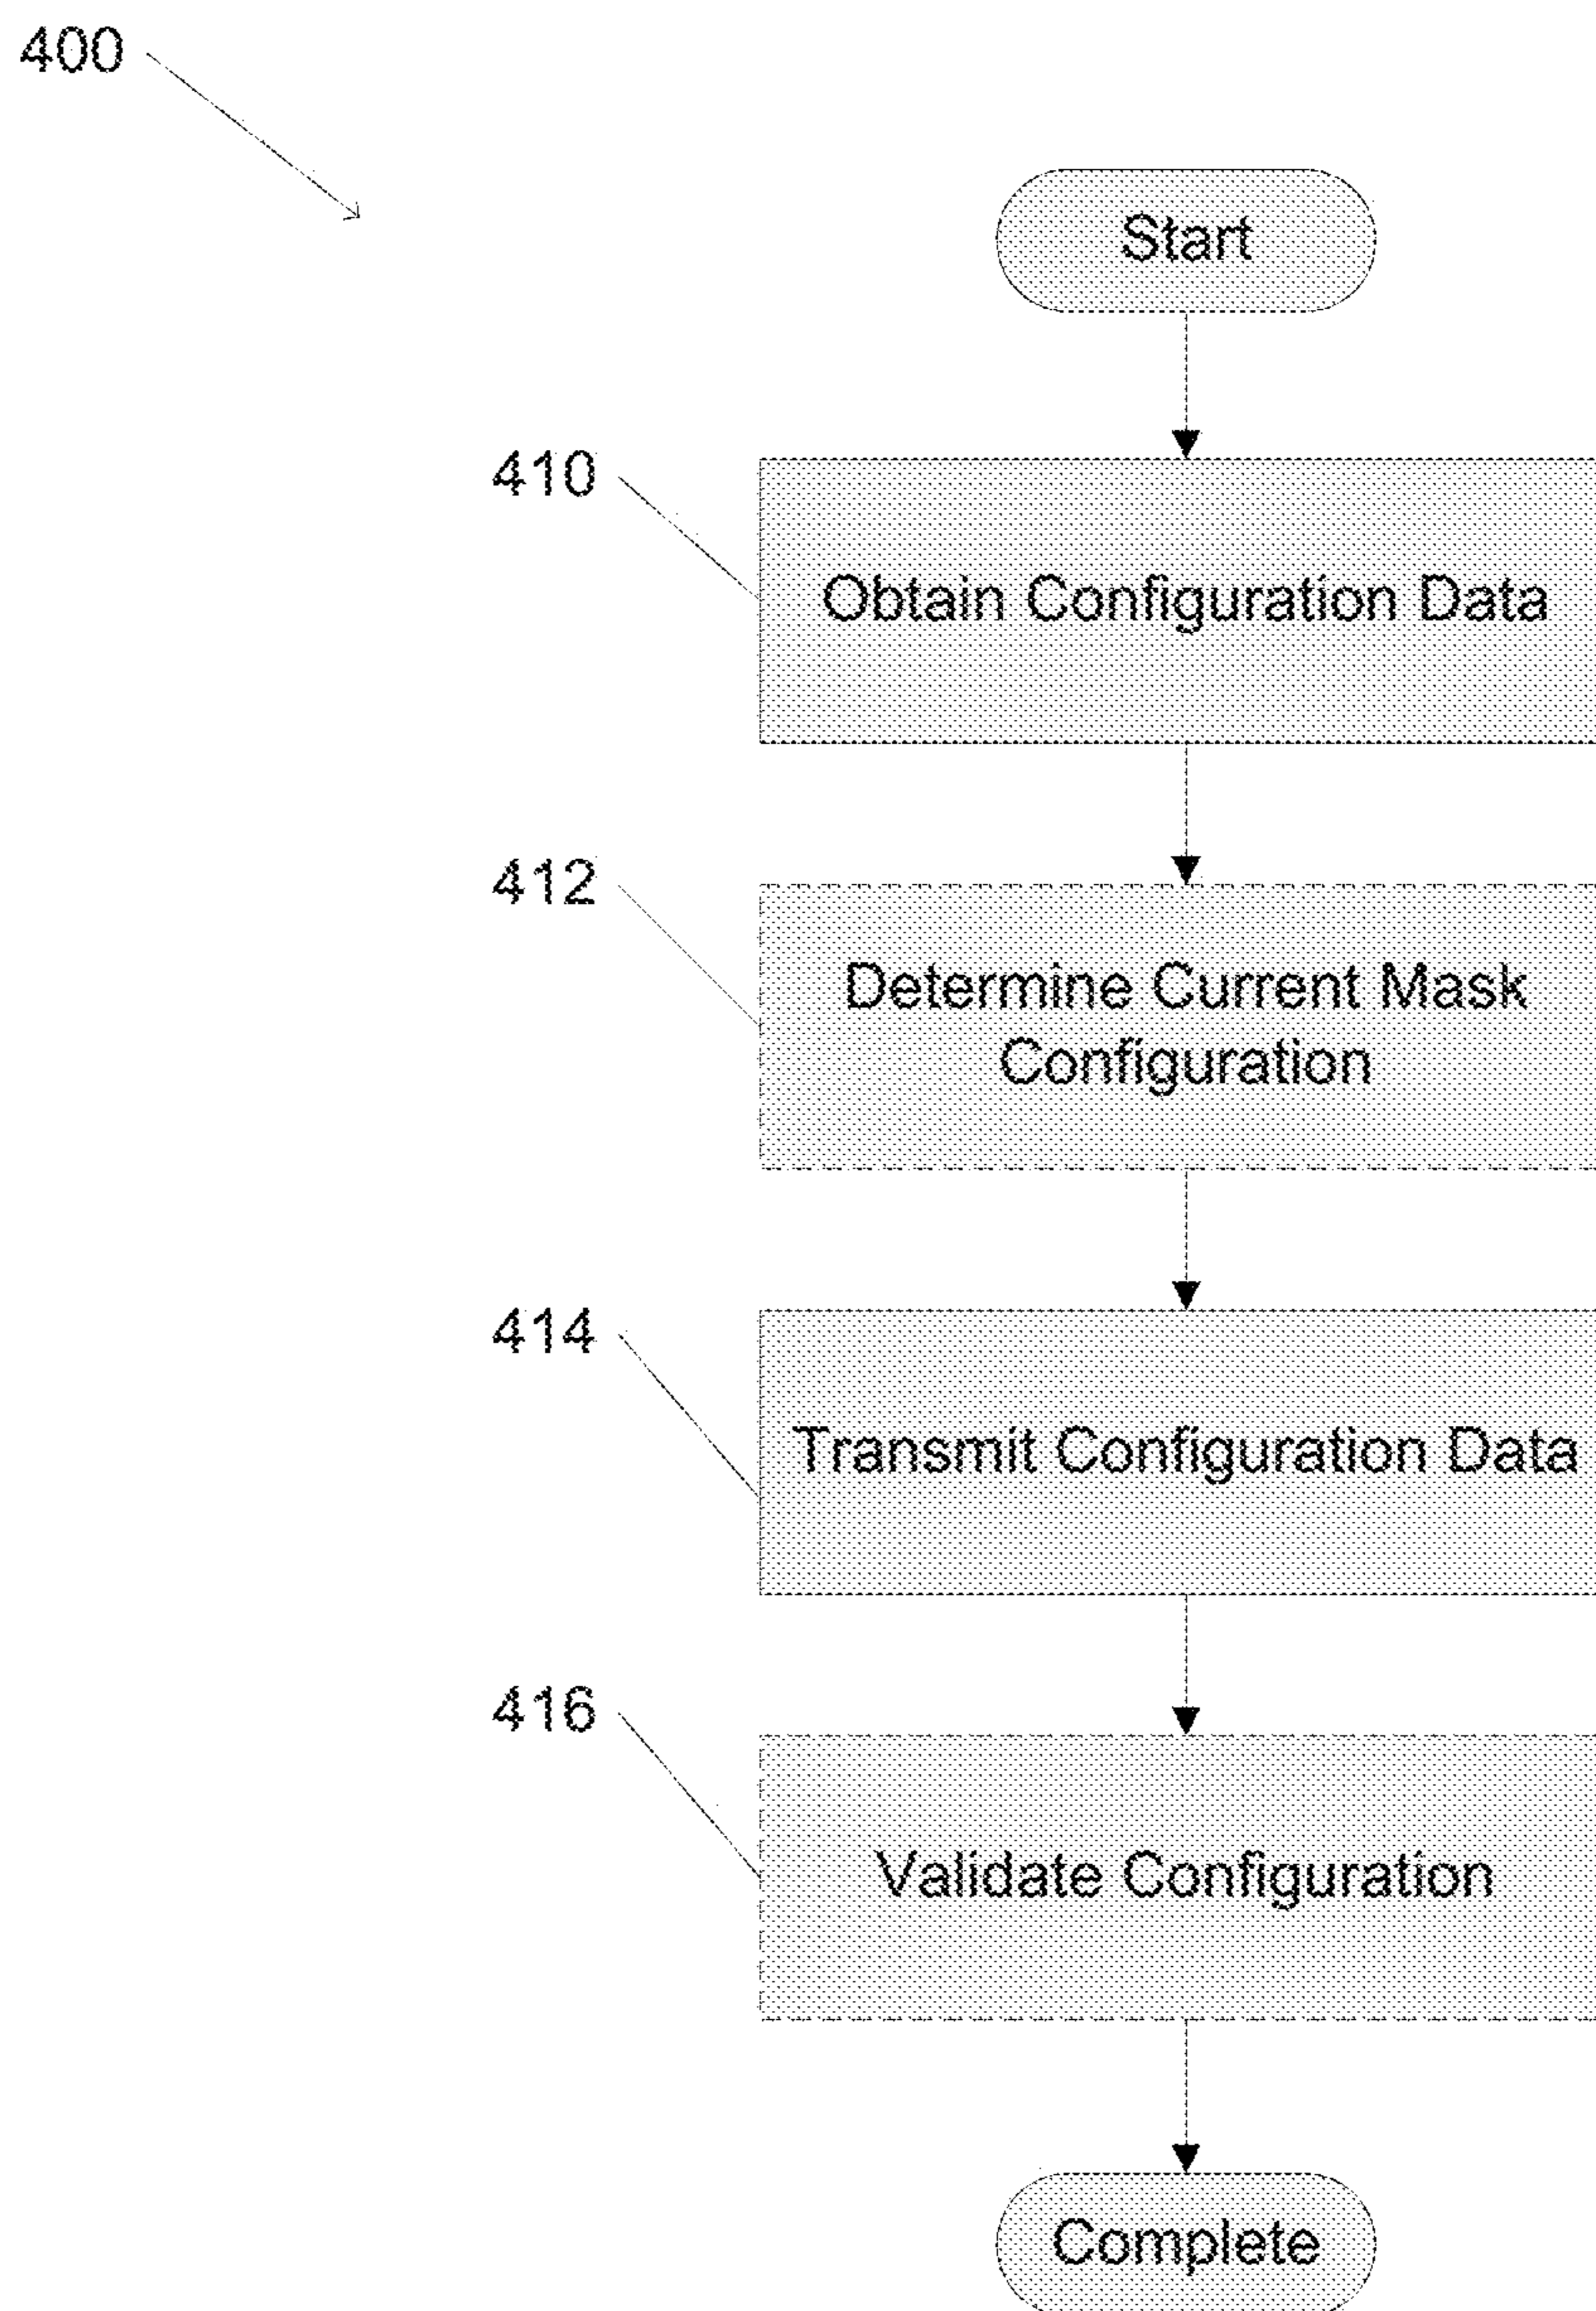 400
Start
410
Obtain Configuration Data
412
Determine Current Mask
Configuration
414
Transmit Configuration Data
416
Validate Configuration
Complete